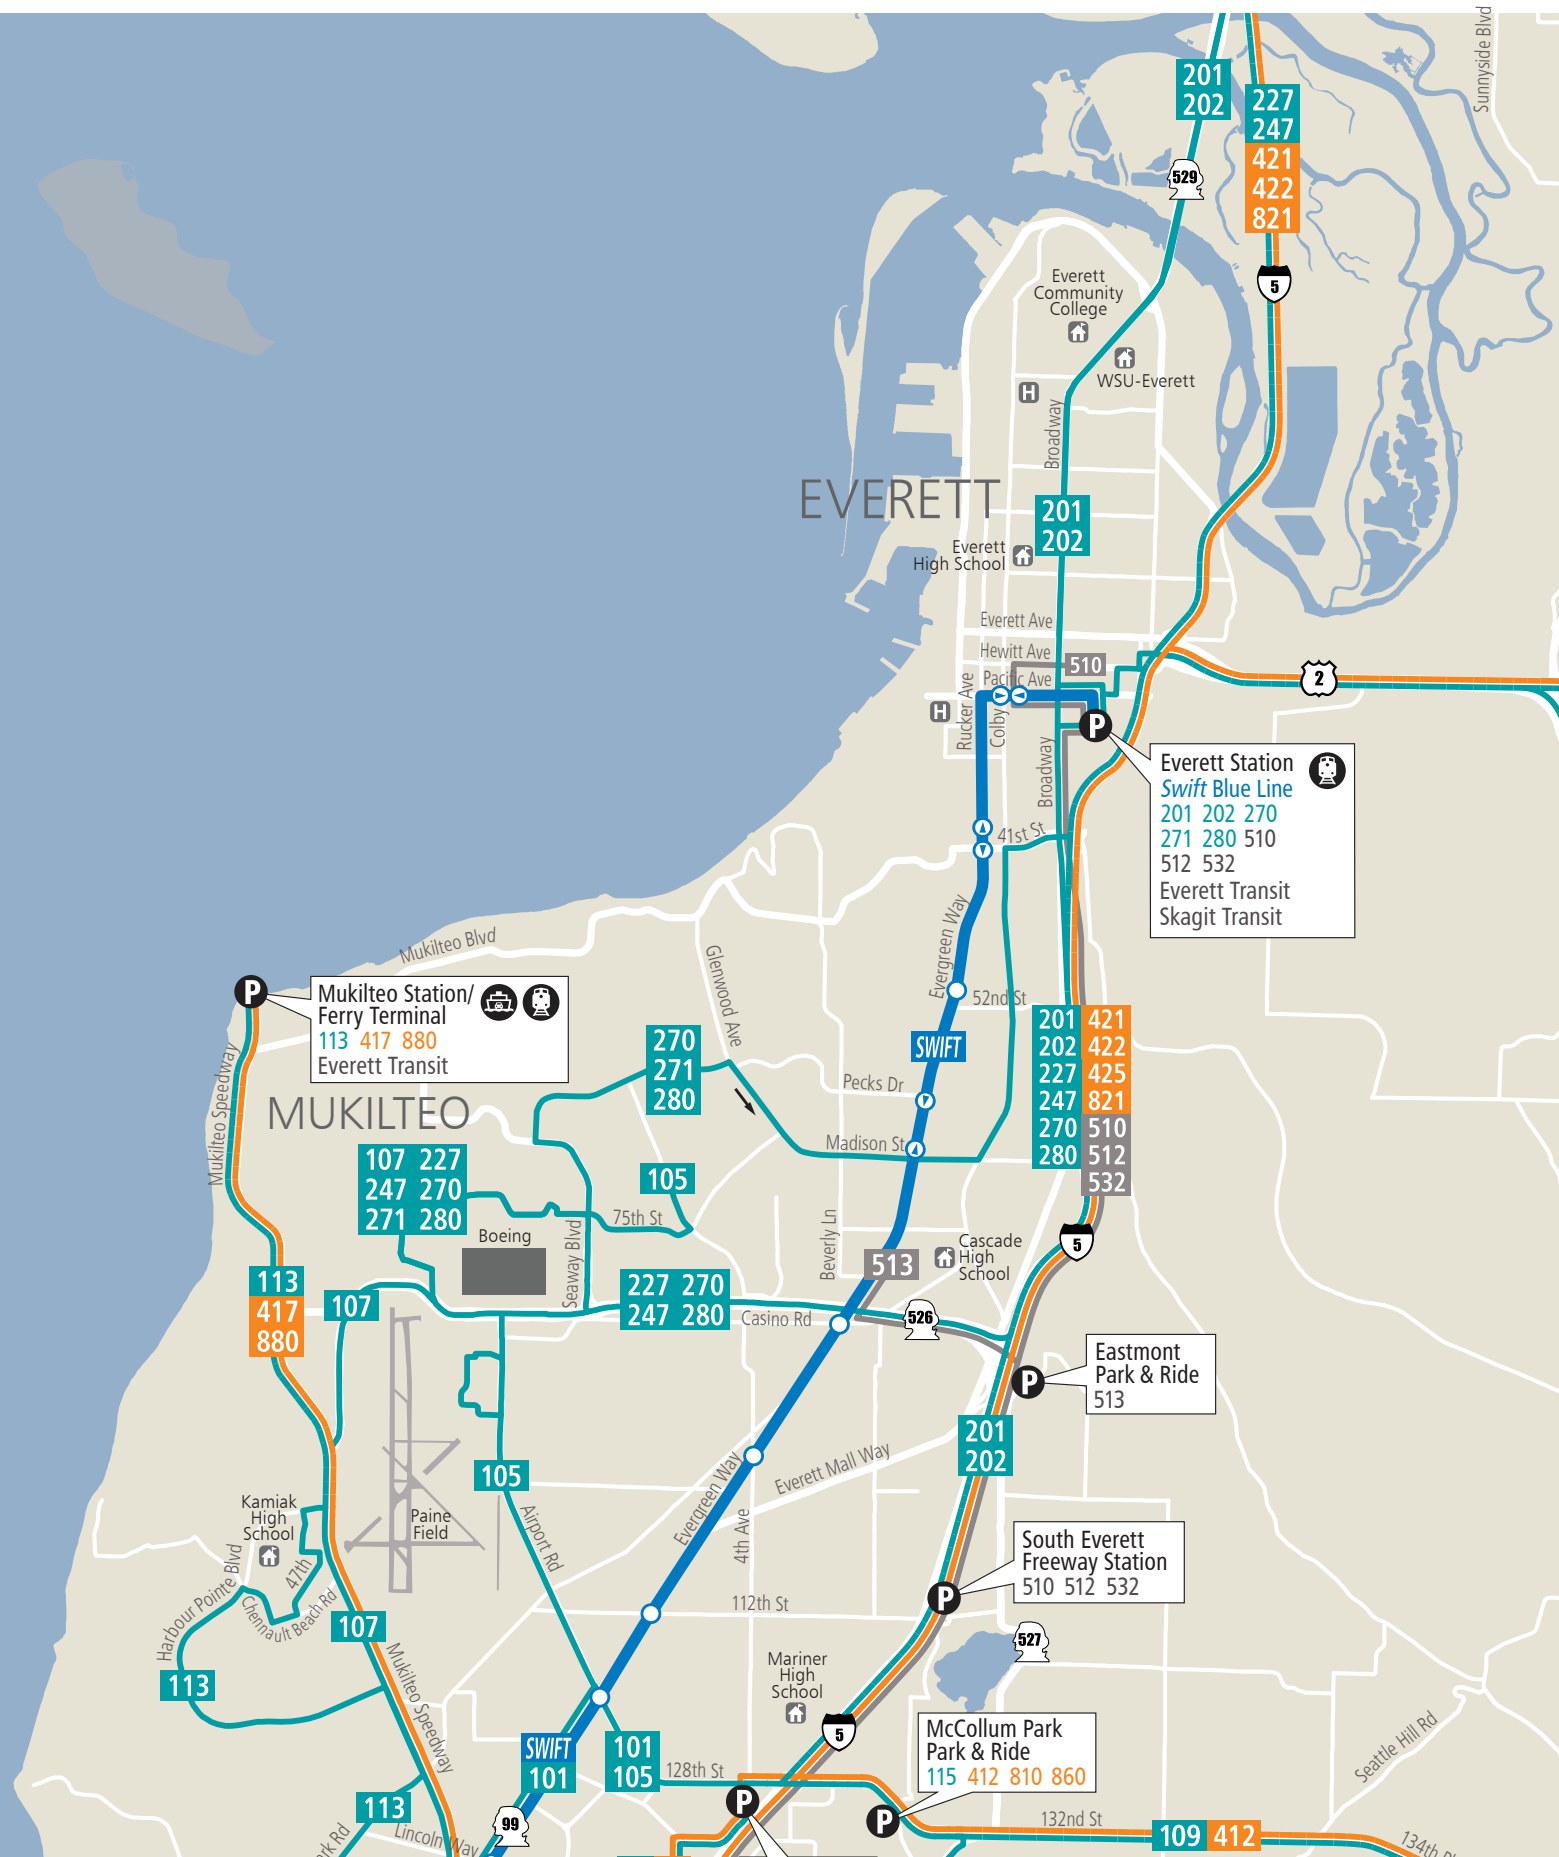 Sunnyside Blvd
201
202
227
247
421
422
821
529
5
Everett
Community
College
WSU-Everett
H
Broadway
EVERETT
201
202
Everett
High School
Everett Ave
Hewitt Ave
510
Pacific Ave
2
H
Rucker Ave
Colby
P
Broadway
Everett Station
Swift Blue Line
201 202 270
271 280 510
512 532
Everett Transit
Skagit Transit
41st St
Mukilteo Blvd
Glenwood Ave
Evergreen Way
52nd St
P
Mukilteo Station/
Ferry Terminal
113 417 880
Everett Transit
Mukilteo Speedway
MUKILTEO
270
271
280
SWIFT
201 421
202 422
227 425
247 821
270 510
280 512
532
Pecks Dr
Madison St
107 227
247 270
271 280
105
75th St
Boeing
Seaway Blvd
Beverly Ln
513
Cascade
High
School
5
113
417
880
107
227 270
247 280
Casino Rd
526
P
Eastmont
Park & Ride
513
201
202
Everett Mall Way
Evergreen Way
4th Ave
105
Airport Rd
Paine
Field
Kamiak
High
School
47th
Harbour Pointe Blvd
Chennault Beach Rd
P
South Everett
Freeway Station
510 512 532
112th St
107
527
113
Mukilteo Speedway
Mariner
High
School
5
McCollum Park
Park & Ride
115 412 810 860
Seattle Hill Rd
SWIFT
101
101
105
128th St
P
P
113
99
Lincoln Way
132nd St
109 412
134th Pl